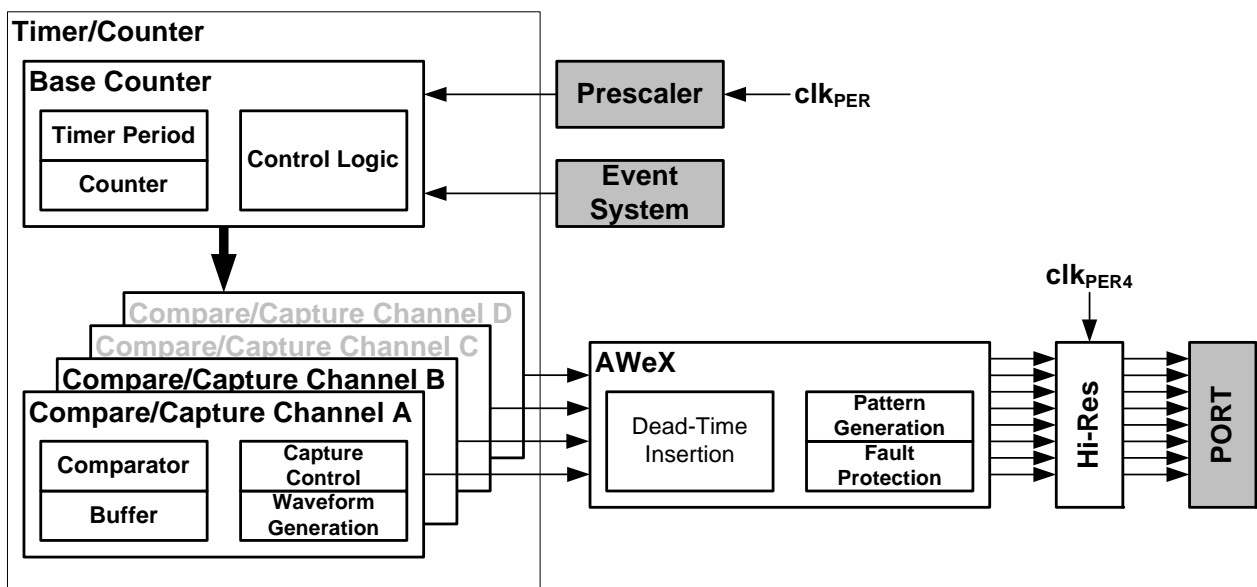 Timer/Counter
Base Counter
Timer Period
Counter
Control Logic
Prescaler
clkPER
Event
System
Compare/Capture Channel D
Compare/Capture Channel C
Compare/Capture Channel B
Compare/Capture Channel A
Comparator
Buffer
Capture
Control
Waveform
Generation
AWeX
Dead-Time
Insertion
Pattern
Generation
Fault
Protection
clkPER4
Hi-Res
PORT